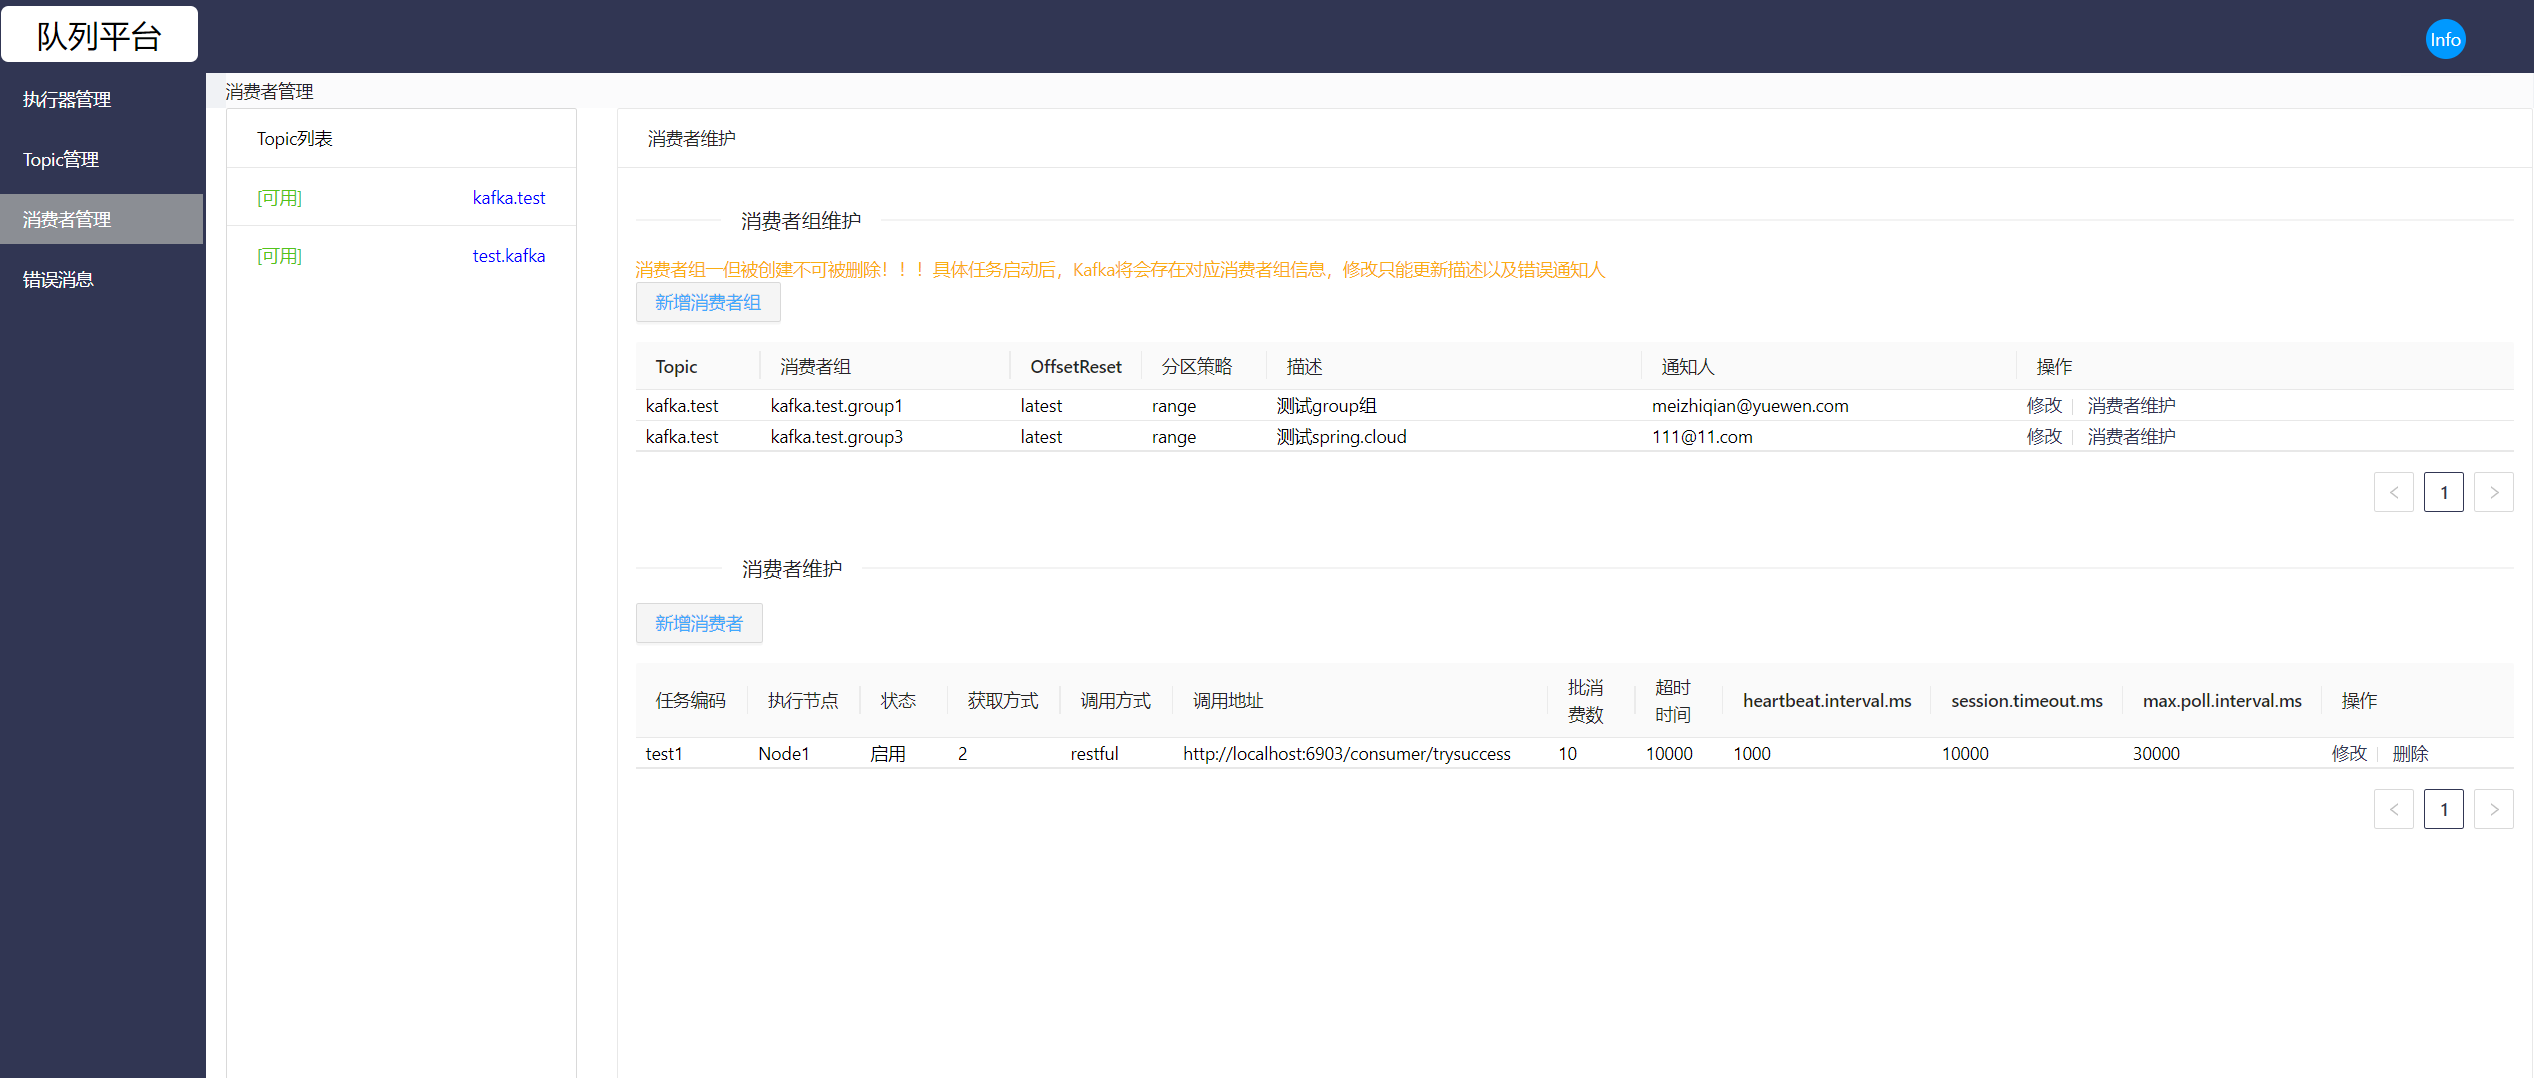 队列平台
Info
执行器管理
Topic管理
消费者管理
错误消息
消费者管理
Topic列表
[可用] kafka.test
[可用] test.kafka
消费者维护
消费者组维护
消费者组一但被创建不可被删除！！！具体任务启动后，Kafka将会存在对应消费者组信息，修改只能更新描述以及错误通知人
新增消费者组
Topic 消费者组 OffsetReset 分区策略 描述 通知人 操作
kafka.test kafka.test.group1 latest range 测试group组 meizhiqian@yuewen.com 修改 消费者维护
kafka.test kafka.test.group3 latest range 测试spring.cloud 111@11.com 修改 消费者维护
< 1 >
消费者维护
新增消费者
任务编码 执行节点 状态 获取方式 调用方式 调用地址 批消费数 超时时间 heartbeat.interval.ms session.timeout.ms max.poll.interval.ms 操作
test1 Node1 启用 2 restful http://localhost:6903/consumer/trysuccess 10 10000 1000 10000 30000 修改 删除
< 1 >